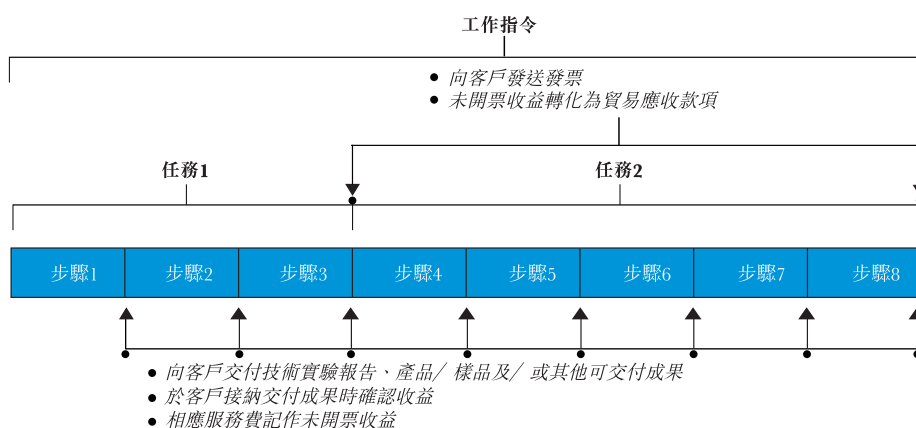 工作指令
向客戶發送發票
未開票收益轉化為貿易應收款項
任務1
任務2
步驟1 步驟2 步驟3 步驟4 步驟5 步驟6 步驟7 步驟8
向客戶交付技術實驗報告、產品/ 樣品及/ 或其他可交付成果
於客戶接納交付成果時確認收益
相應服務費記作未開票收益